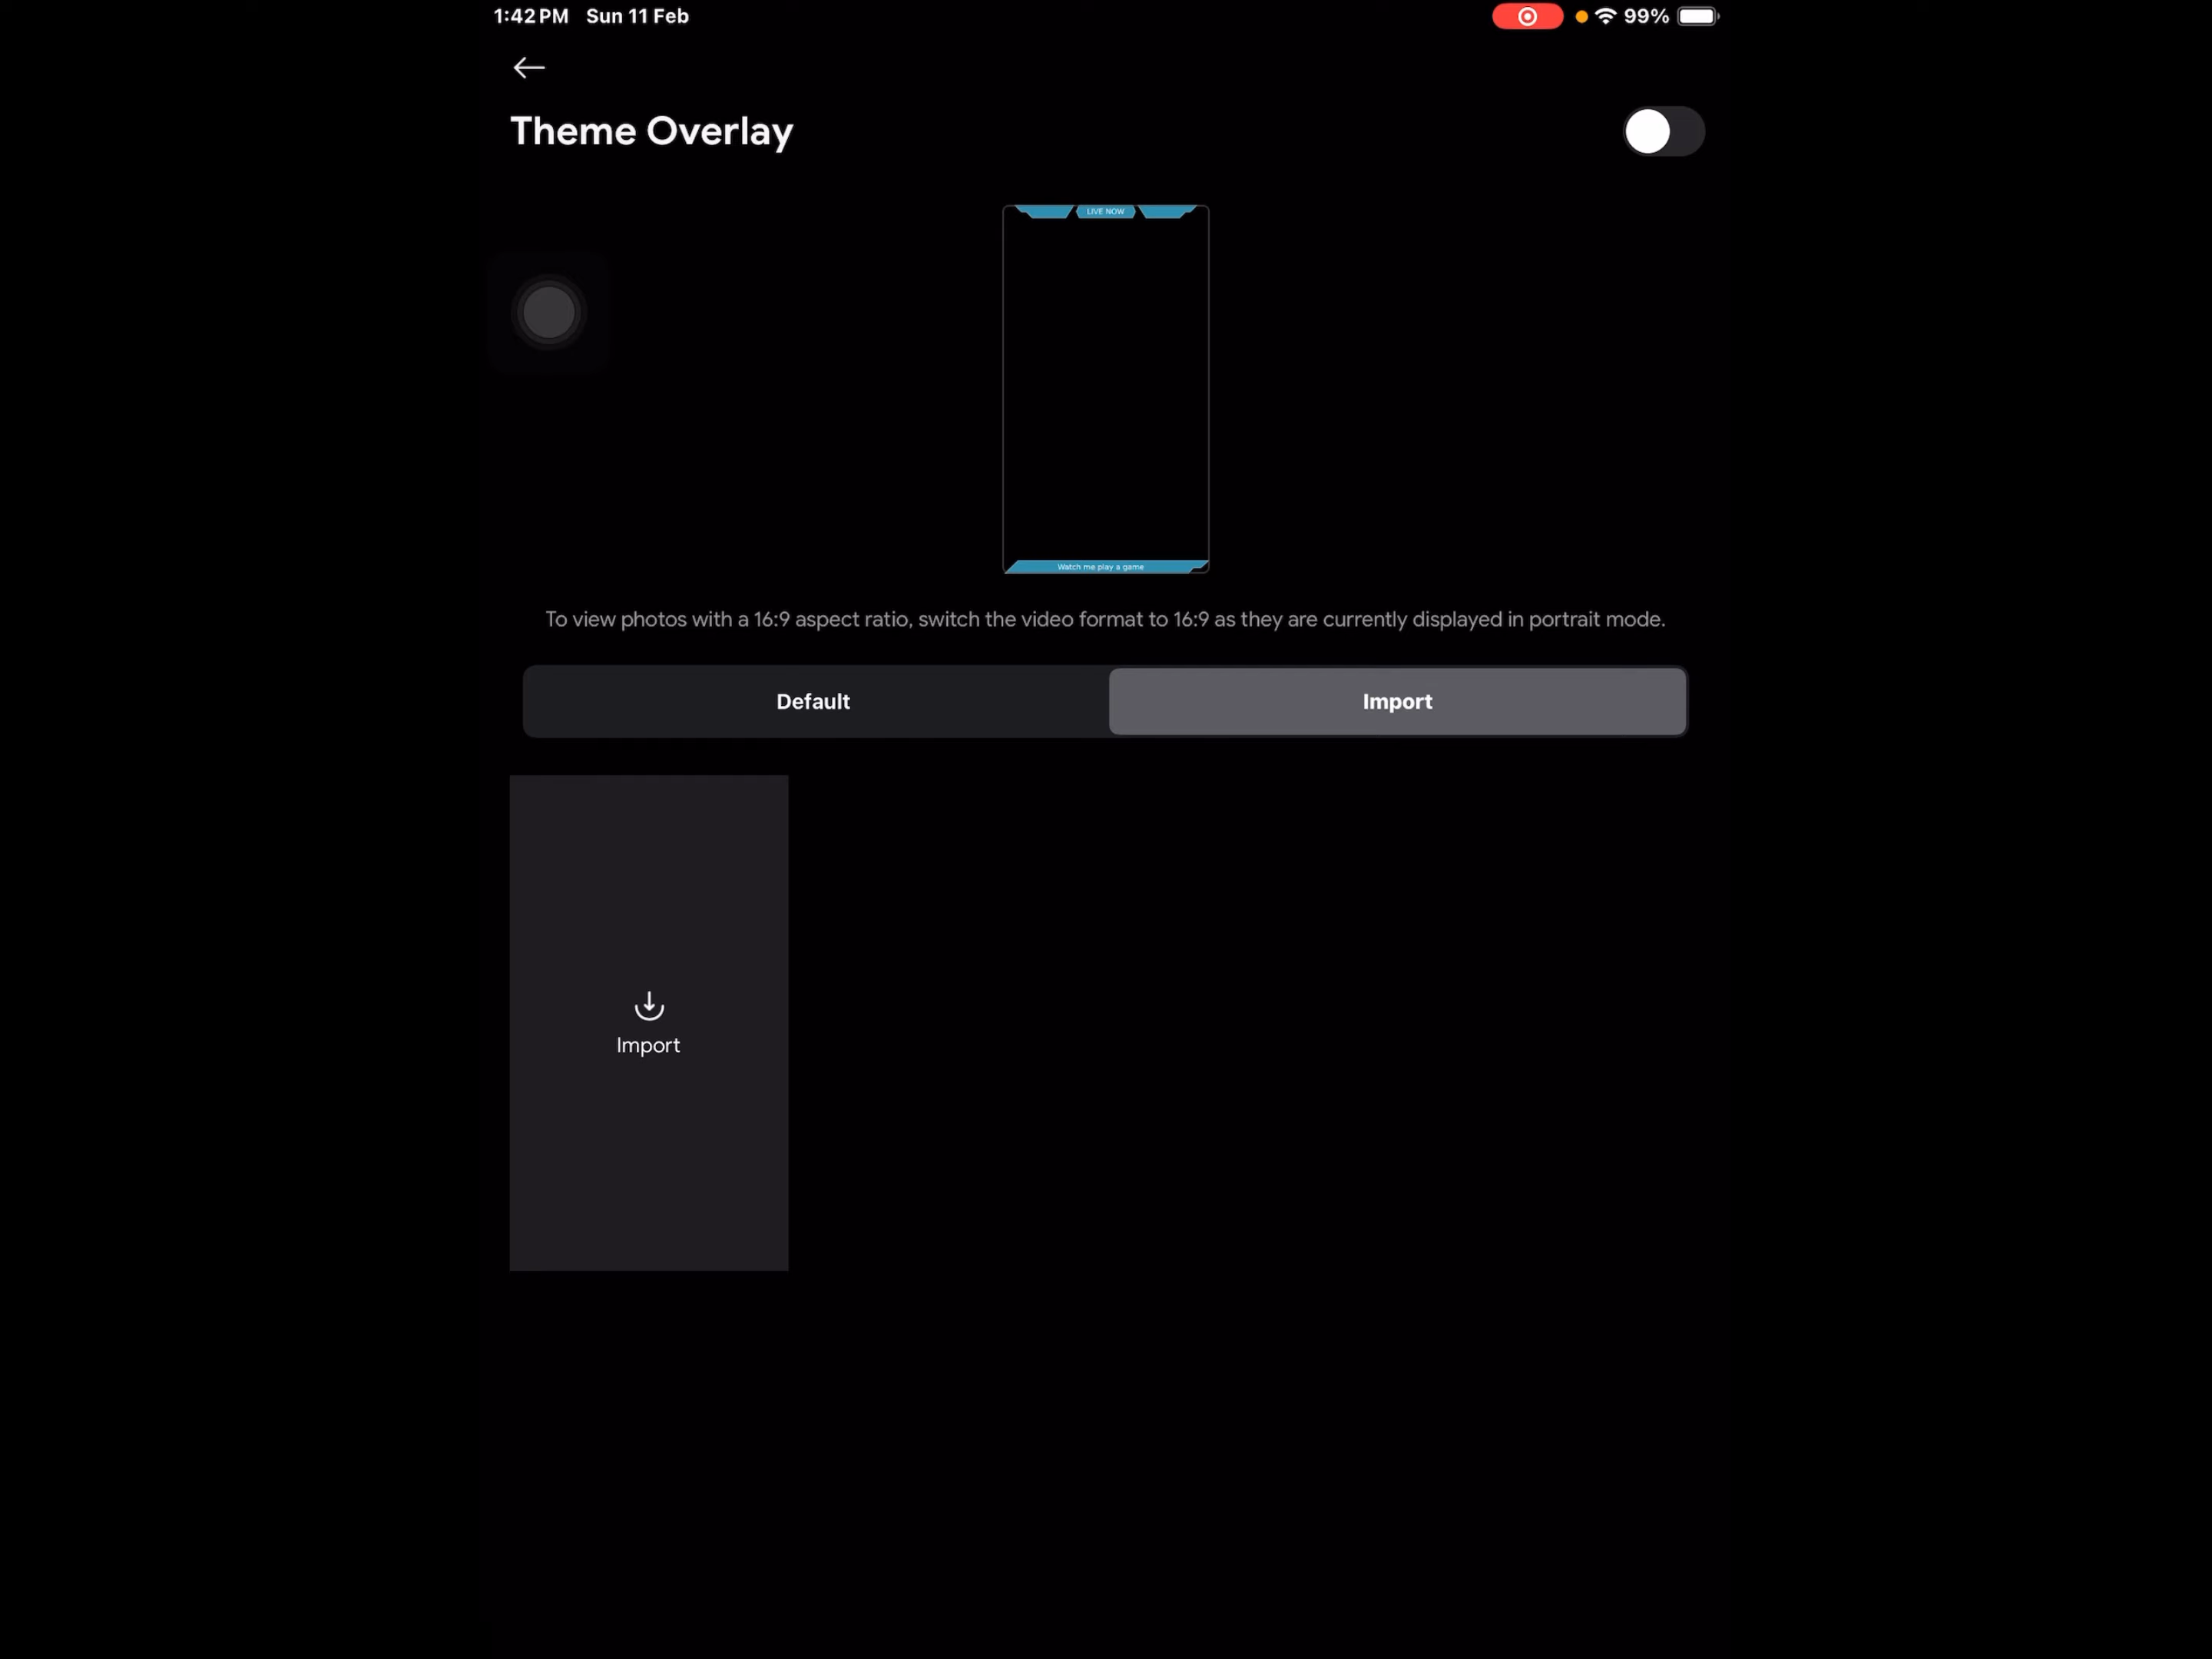 1:42 PM Sun 11 Feb
99%
Theme Overlay
LIVE NOW
Watch me play a game
To view photos with a 16:9 aspect ratio, switch the video format to 16:9 as they are currently displayed in portrait mode.
Default
Import
Import